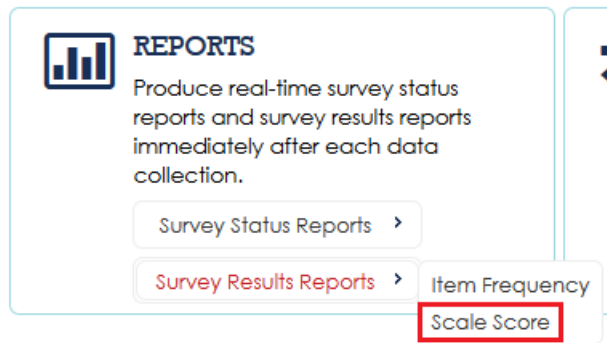 REPORTS
Produce real-time survey status
reports and survey results reports
immediately after each data
collection.
Survey Status Reports
Survey Results Reports
Item Frequency
Scale Score